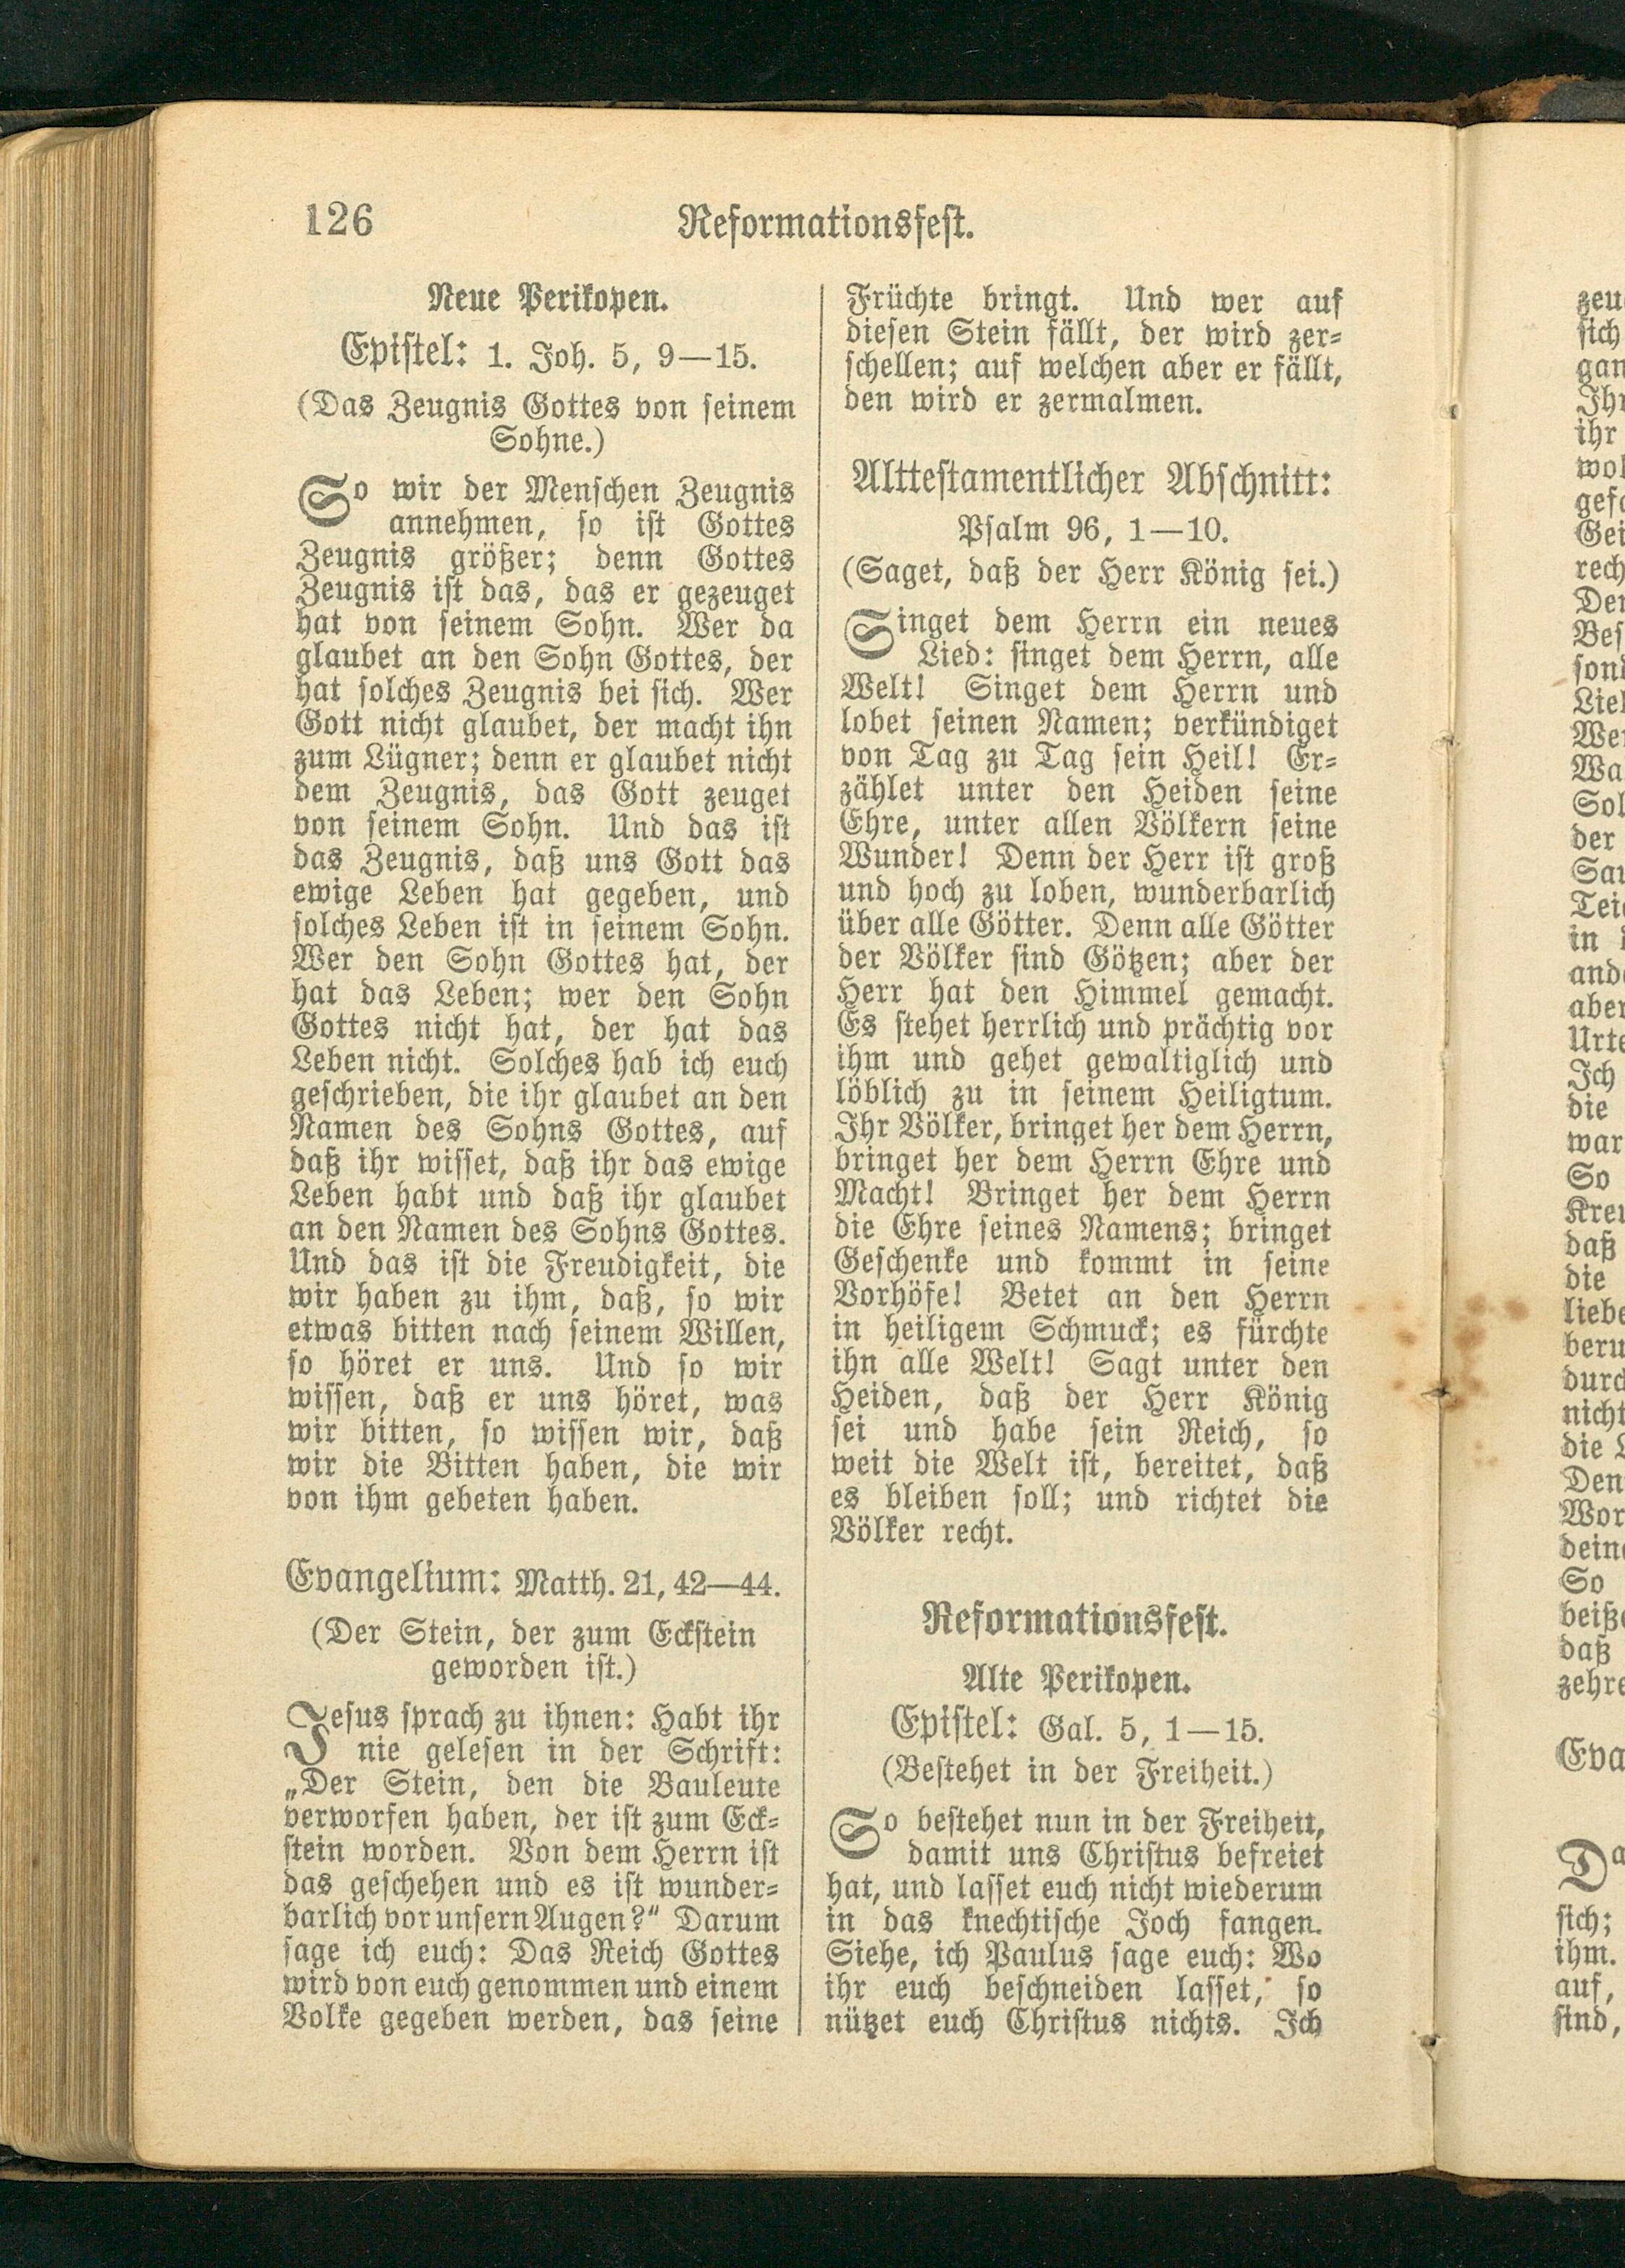 126
Reformationsfest.
Neue Perikopen.
Epistel: 1. Joh. 5, 9—15.
(Das Zeugnis Gottes von seinem
Sohne.)
So wir der Menschen Zeugnis
annehmen, so ist Gottes
Zeugnis größer; denn Gottes
Zeugnis ist das, das er gezeuget
hat von seinem Sohn. Wer da
glaubet an den Sohn Gottes, der
hat solches Zeugnis bei sich. Wer
Gott nicht glaubet, der macht ihn
zum Lügner; denn er glaubet nicht
dem Zeugnis, das Gott zeuget
von seinem Sohn. Und das ist
das Zeugnis, daß uns Gott das
ewige Leben hat gegeben, und
solches Leben ist in seinem Sohn.
Wer den Sohn Gottes hat, der
hat das Leben; wer den Sohn
Gottes nicht hat, der hat das
Leben nicht. Solches hab ich euch
geschrieben, die ihr glaubet an den
Namen des Sohns Gottes, auf
daß ihr wisset, daß ihr das ewige
Leben habt und daß ihr glaubet
an den Namen des Sohns Gottes.
Und das ist die Freudigkeit, die
wir haben zu ihm, daß, so wir
etwas bitten nach seinem Willen,
so höret er uns. Und so wir
wissen, daß er uns höret, was
wir bitten, so wissen wir, daß
wir die Bitten haben, die wir
von ihm gebeten haben.
Evangelium: Matth. 21, 42—44.
(Der Stein, der zum Eckstein
geworden ist.)
Jesus sprach zu ihnen: Habt ihr
nie gelesen in der Schrift:
„Der Stein, den die Bauleute
verworfen haben, der ist zum Eck-
stein worden. Von dem Herrn ist
das geschehen und es ist wunder-
barlich vor unsern Augen?“ Darum
sage ich euch: Das Reich Gottes
wird von euch genommen und einem
Volke gegeben werden, das seine
Früchte bringt. Und wer auf
diesen Stein fällt, der wird zer-
schellen; auf welchen aber er fällt,
den wird er zermalmen.
Alttestamentlicher Abschnitt:
Psalm 96, 1—10.
(Saget, daß der Herr König sei.)
Singet dem Herrn ein neues
Lied: singet dem Herrn, alle
Welt! Singet dem Herrn und
lobet seinen Namen; verkündiget
von Tag zu Tag sein Heil! Er-
zählet unter den Heiden seine
Ehre, unter allen Völkern seine
Wunder! Denn der Herr ist groß
und hoch zu loben, wunderbarlich
über alle Götter. Denn alle Götter
der Völker sind Götzen; aber der
Herr hat den Himmel gemacht.
Es stehet herrlich und prächtig vor
ihm und gehet gewaltiglich und
löblich zu in seinem Heiligtum.
Ihr Völker, bringet her dem Herrn,
bringet her dem Herrn Ehre und
Macht! Bringet her dem Herrn
die Ehre seines Namens; bringet
Geschenke und kommt in seine
Vorhöfe! Betet an den Herrn
in heiligem Schmuck; es fürchte
ihn alle Welt! Sagt unter den
Heiden, daß der Herr König
sei und habe sein Reich, so
weit die Welt ist, bereitet, daß
es bleiben soll; und richtet die
Völker recht.
Reformationsfest.
Alte Perikopen.
Epistel: Gal. 5, 1—15.
(Bestehet in der Freiheit.)
So bestehet nun in der Freiheit,
damit uns Christus befreiet
hat, und lasset euch nicht wiederum
in das knechtische Joch fangen.
Siehe, ich Paulus sage euch: Wo
ihr euch beschneiden lasset, so
nützet euch Christus nichts. Ich